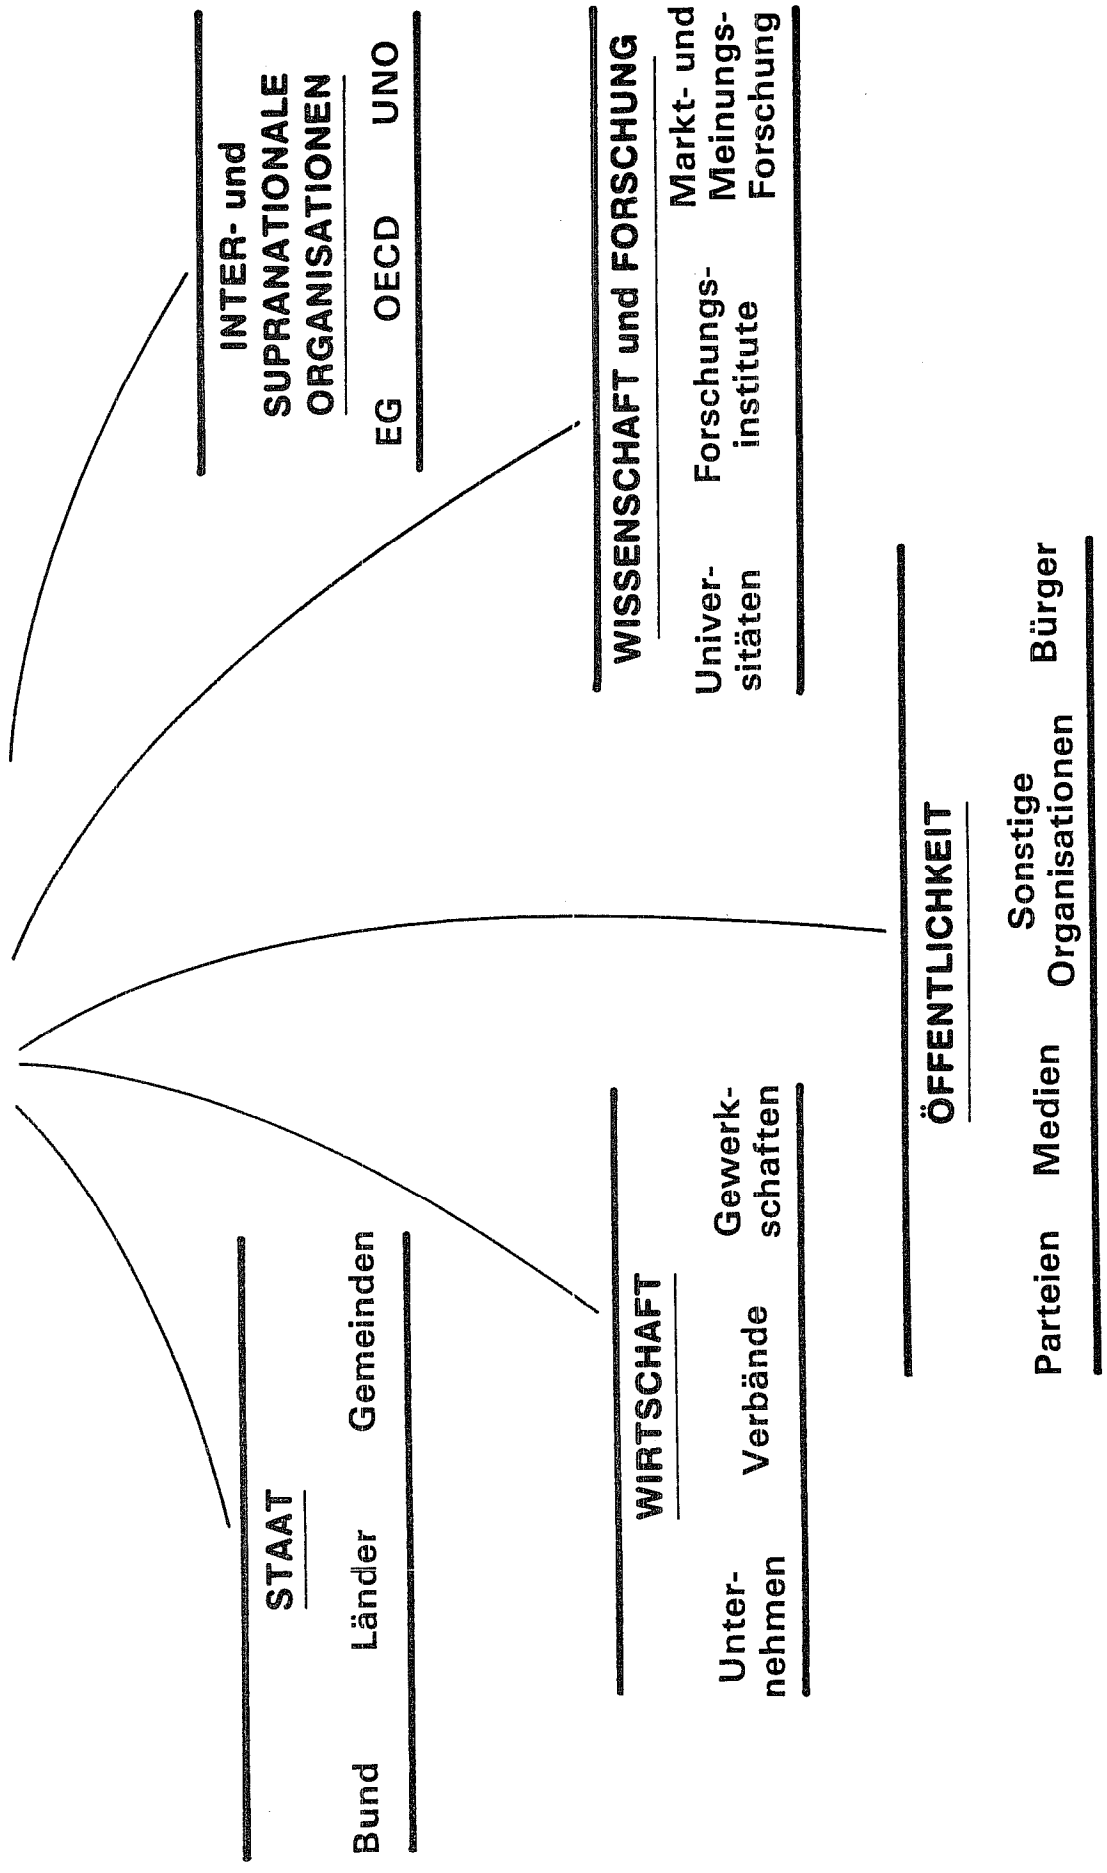 STAAT
Bund Länder Gemeinden
WIRTSCHAFT
Unter-
nehmen
Verbände
Gewerk-
schaften
ÖFFENTLICHKEIT
Parteien
Medien
Sonstige
Organisationen
Bürger
WISSENSCHAFT und FORSCHUNG
Univer-
sitäten
Forschungs-
institute
Markt- und
Meinungs-
Forschung
INTER- und
SUPRANATIONALE
ORGANISATIONEN
EG OECD UNO